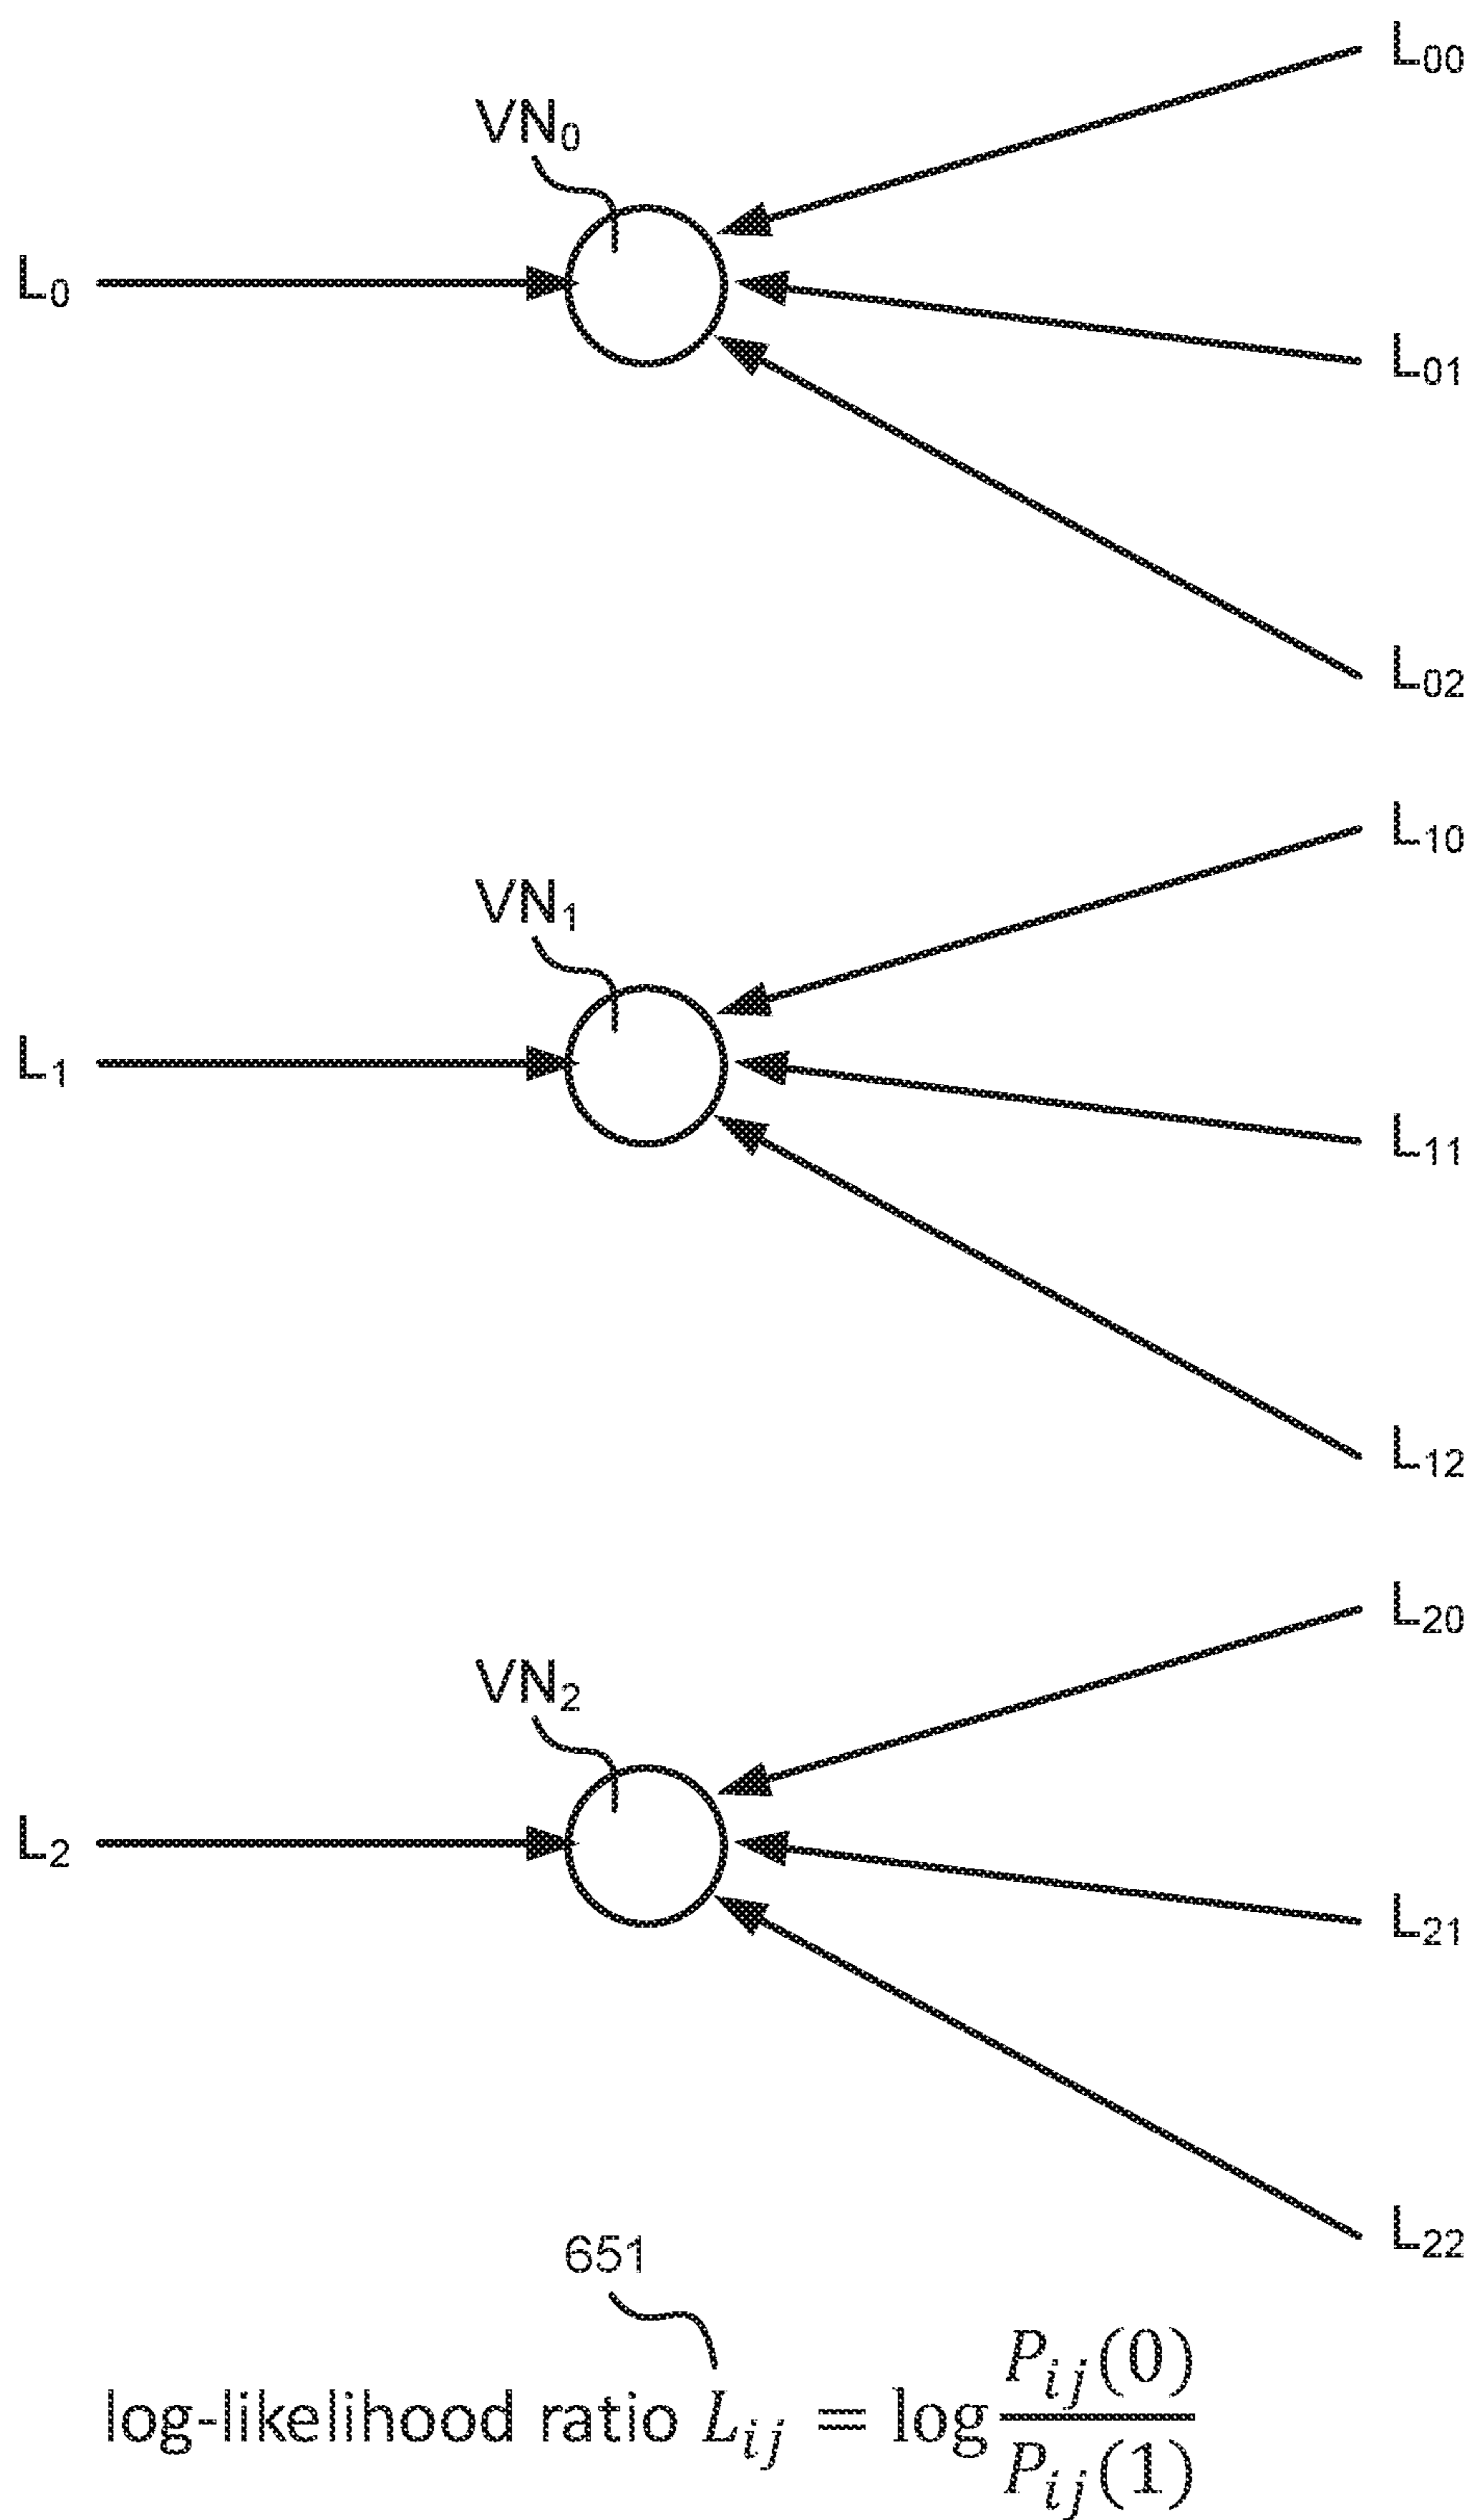 L00
VN0
L0
L01
L02
L10
VN1
L1
L11
L12
L20
VN2
L2
L21
L22
651
log-likelihood ratio Lij = log Pij(0) / Pij(1)